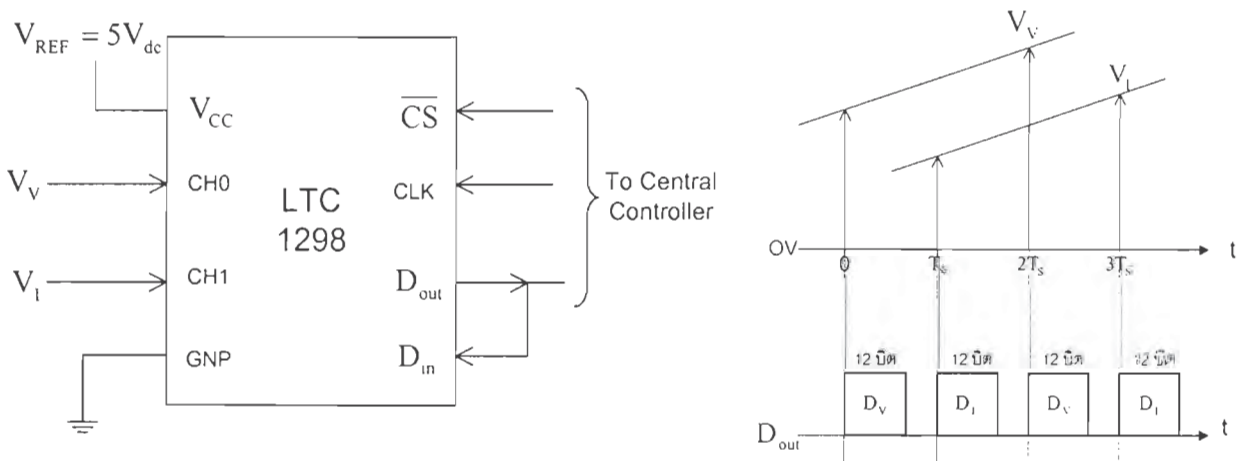 V_REF = 5V_dc
V_CC
CS
V_V
CH0
CLK
LTC
1298
V_I
CH1
D_out
GNP
D_in
To Central
Controller
V_V
V_I
OV
t
0
T_s
2T_s
3T_s
12 บิต
12 บิต
12 บิต
12 บิต
D_V
D_I
D_V
D_I
D_out
t